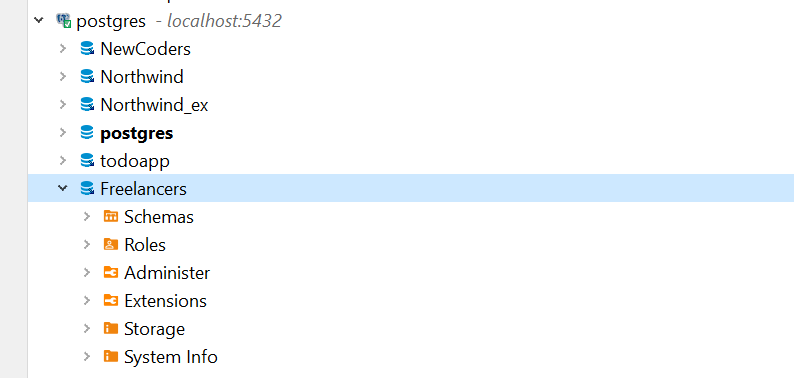 postgres - localhost:5432
NewCoders
Northwind
Northwind_ex
postgres
todoapp
Freelancers
Schemas
Roles
Administer
Extensions
Storage
System Info